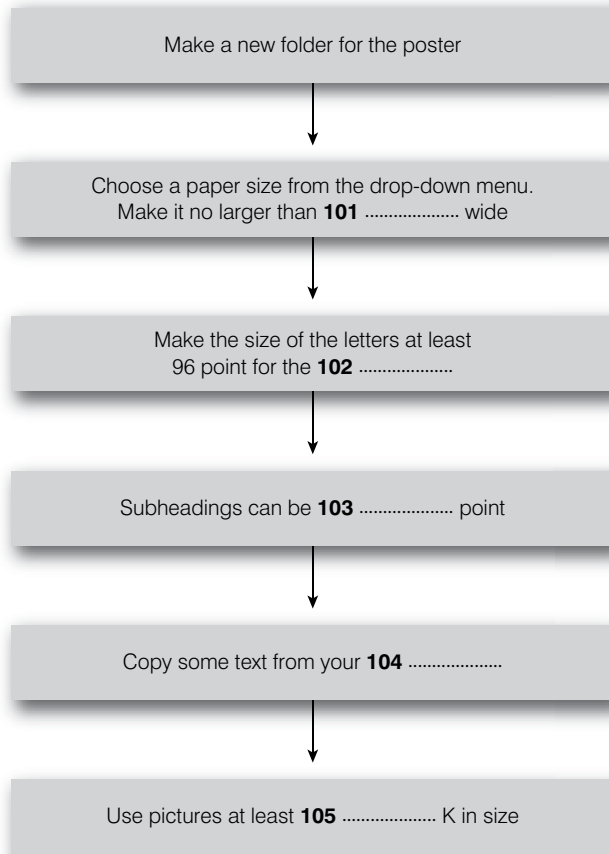 Make a new folder for the poster
Choose a paper size from the drop-down menu.
Make it no larger than 101 .................... wide
Make the size of the letters at least
96 point for the 102 ....................
Subheadings can be 103 .................... point
Copy some text from your 104 ....................
Use pictures at least 105 .................... K in size